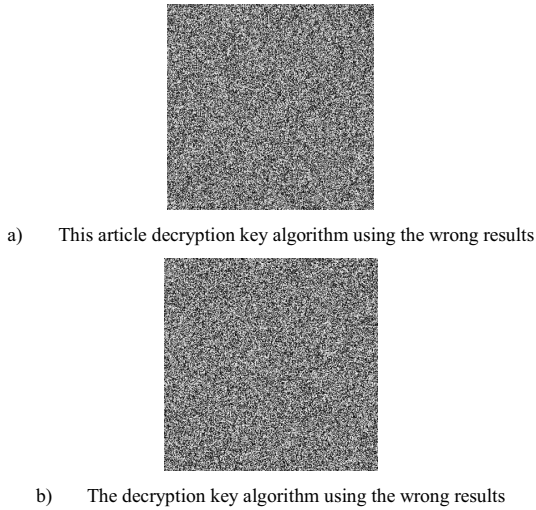 a) This article decryption key algorithm using the wrong results
b) The decryption key algorithm using the wrong results